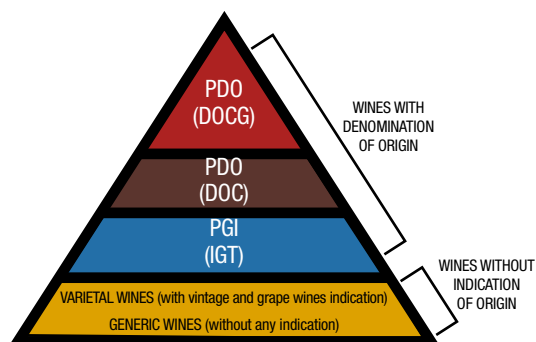 PDO
(DOCG)
WINES WITH
DENOMINATION
OF ORIGIN
PDO
(DOC)
PGI
(IGT)
WINES WITHOUT
INDICATION
OF ORIGIN
VARIETAL WINES (with vintage and grape wines indication)
GENERIC WINES (without any indication)